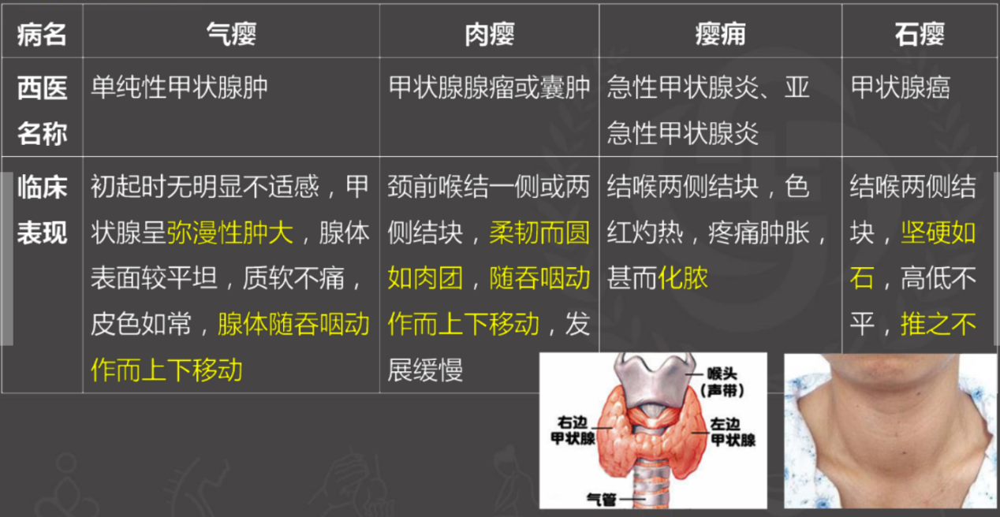 病名
气瘿
肉瘿
瘿痈
石瘿
西医
名称
单纯性甲状腺肿
甲状腺腺瘤或囊肿
急性甲状腺炎、亚
急性甲状腺炎
甲状腺癌
临床
表现
初起时无明显不适感，甲
状腺呈弥漫性肿大，腺体
表面较平坦，质软不痛，
皮色如常，腺体随吞咽动
作而上下移动
颈前喉结一侧或两
侧结块，柔韧而圆
如肉团，随吞咽动
作而上下移动，发
展缓慢
结喉两侧结块，色
红灼热，疼痛肿胀，
甚而化脓
结喉两侧结
块，坚硬如
石，高低不
平，推之不
喉头
（声带）
右边
甲状腺
左边
甲状腺
气管